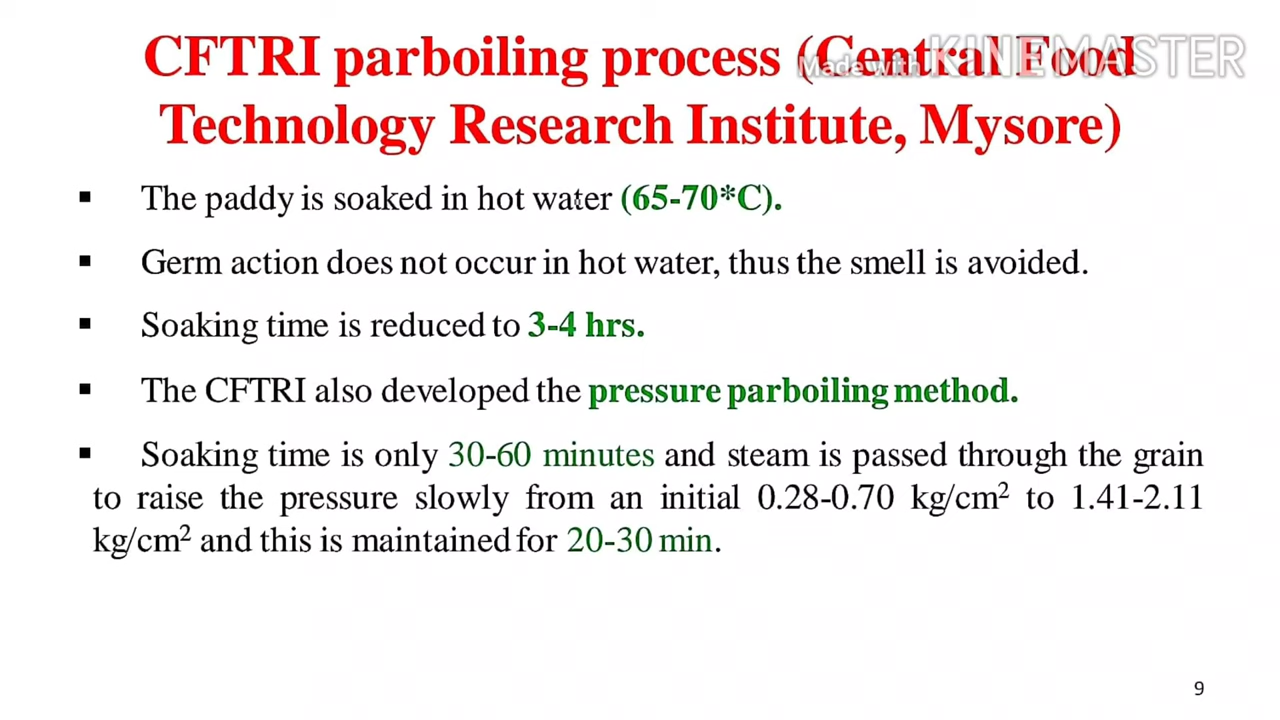 CFTRI parboiling process (Central Food
Made with KINEMASTER
Technology Research Institute, Mysore)
▪ The paddy is soaked in hot water (65-70*C).
▪ Germ action does not occur in hot water, thus the smell is avoided.
▪ Soaking time is reduced to 3-4 hrs.
▪ The CFTRI also developed the pressure parboiling method.
▪ Soaking time is only 30-60 minutes and steam is passed through the grain
to raise the pressure slowly from an initial 0.28-0.70 kg/cm² to 1.41-2.11
kg/cm² and this is maintained for 20-30 min.
9